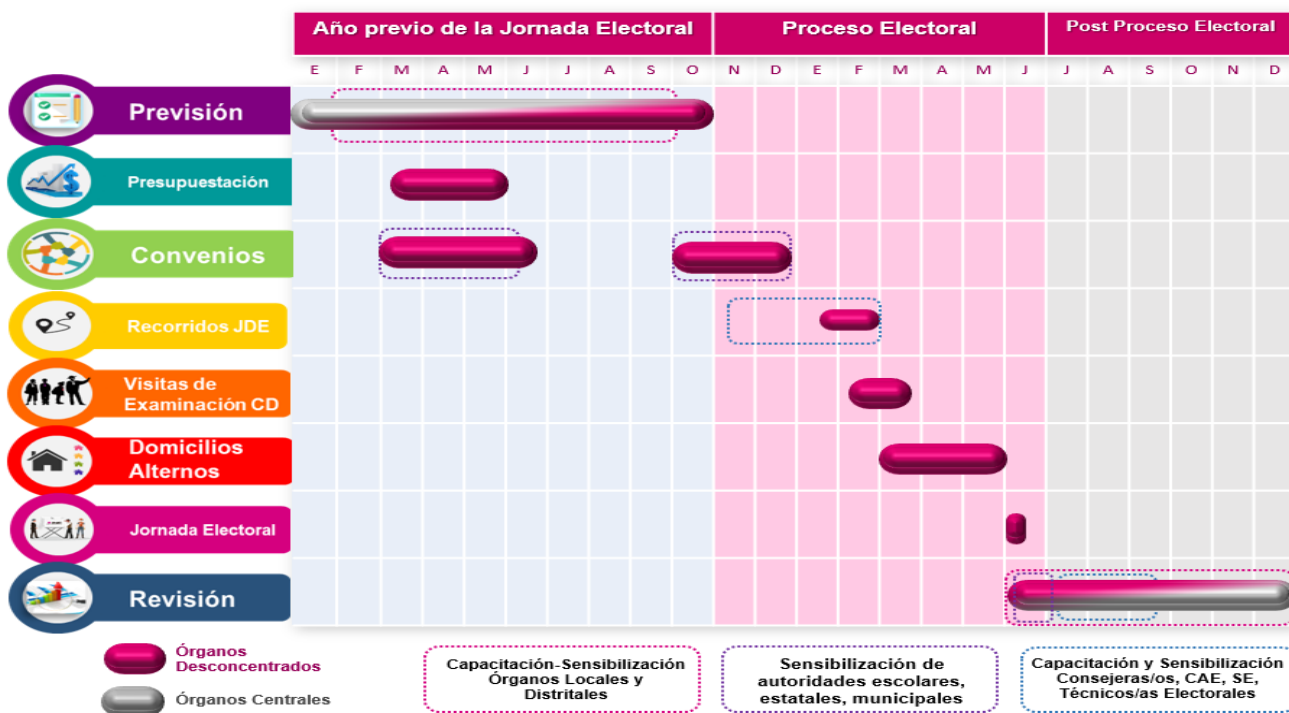 Año previo de la Jornada Electoral
Proceso Electoral
Post Proceso Electoral
E F M A M J J A S O N D E F M A M J J A S O N D
Previsión
Presupuestación
Convenios
Recorridos JDE
Visitas de
Examinación CD
Domicilios
Alternos
Jornada Electoral
Revisión
Órganos
Desconcentrados
Órganos Centrales
Capacitación-Sensibilización
Órganos Locales y
Distritales
Sensibilización de
autoridades escolares,
estatales, municipales
Capacitación y Sensibilización
Consejeras/os, CAE, SE,
Técnicos/as Electorales